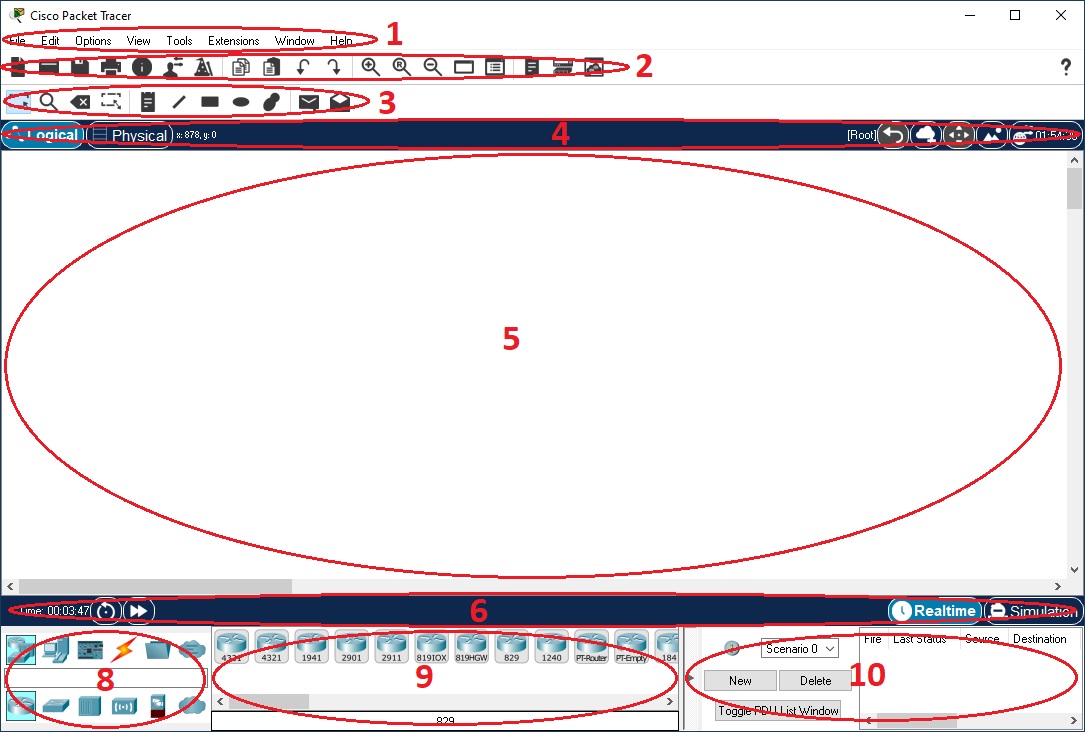 Cisco Packet Tracer
File Edit Options View Tools Extensions Window Help 1
2 ?
3
Logical Physical x: 878, y: 0 4 [Root] 01:54:30
5
Time: 00:03:47 6 Realtime Simulation
4331 4321 1941 2901 2911 819IOX 819HGW 829 1240 PT-Router PT-Empty 184
Scenario 0 Fire Last Status Source Destination
8 9 New Delete 10
Toggle PDU List Window
829